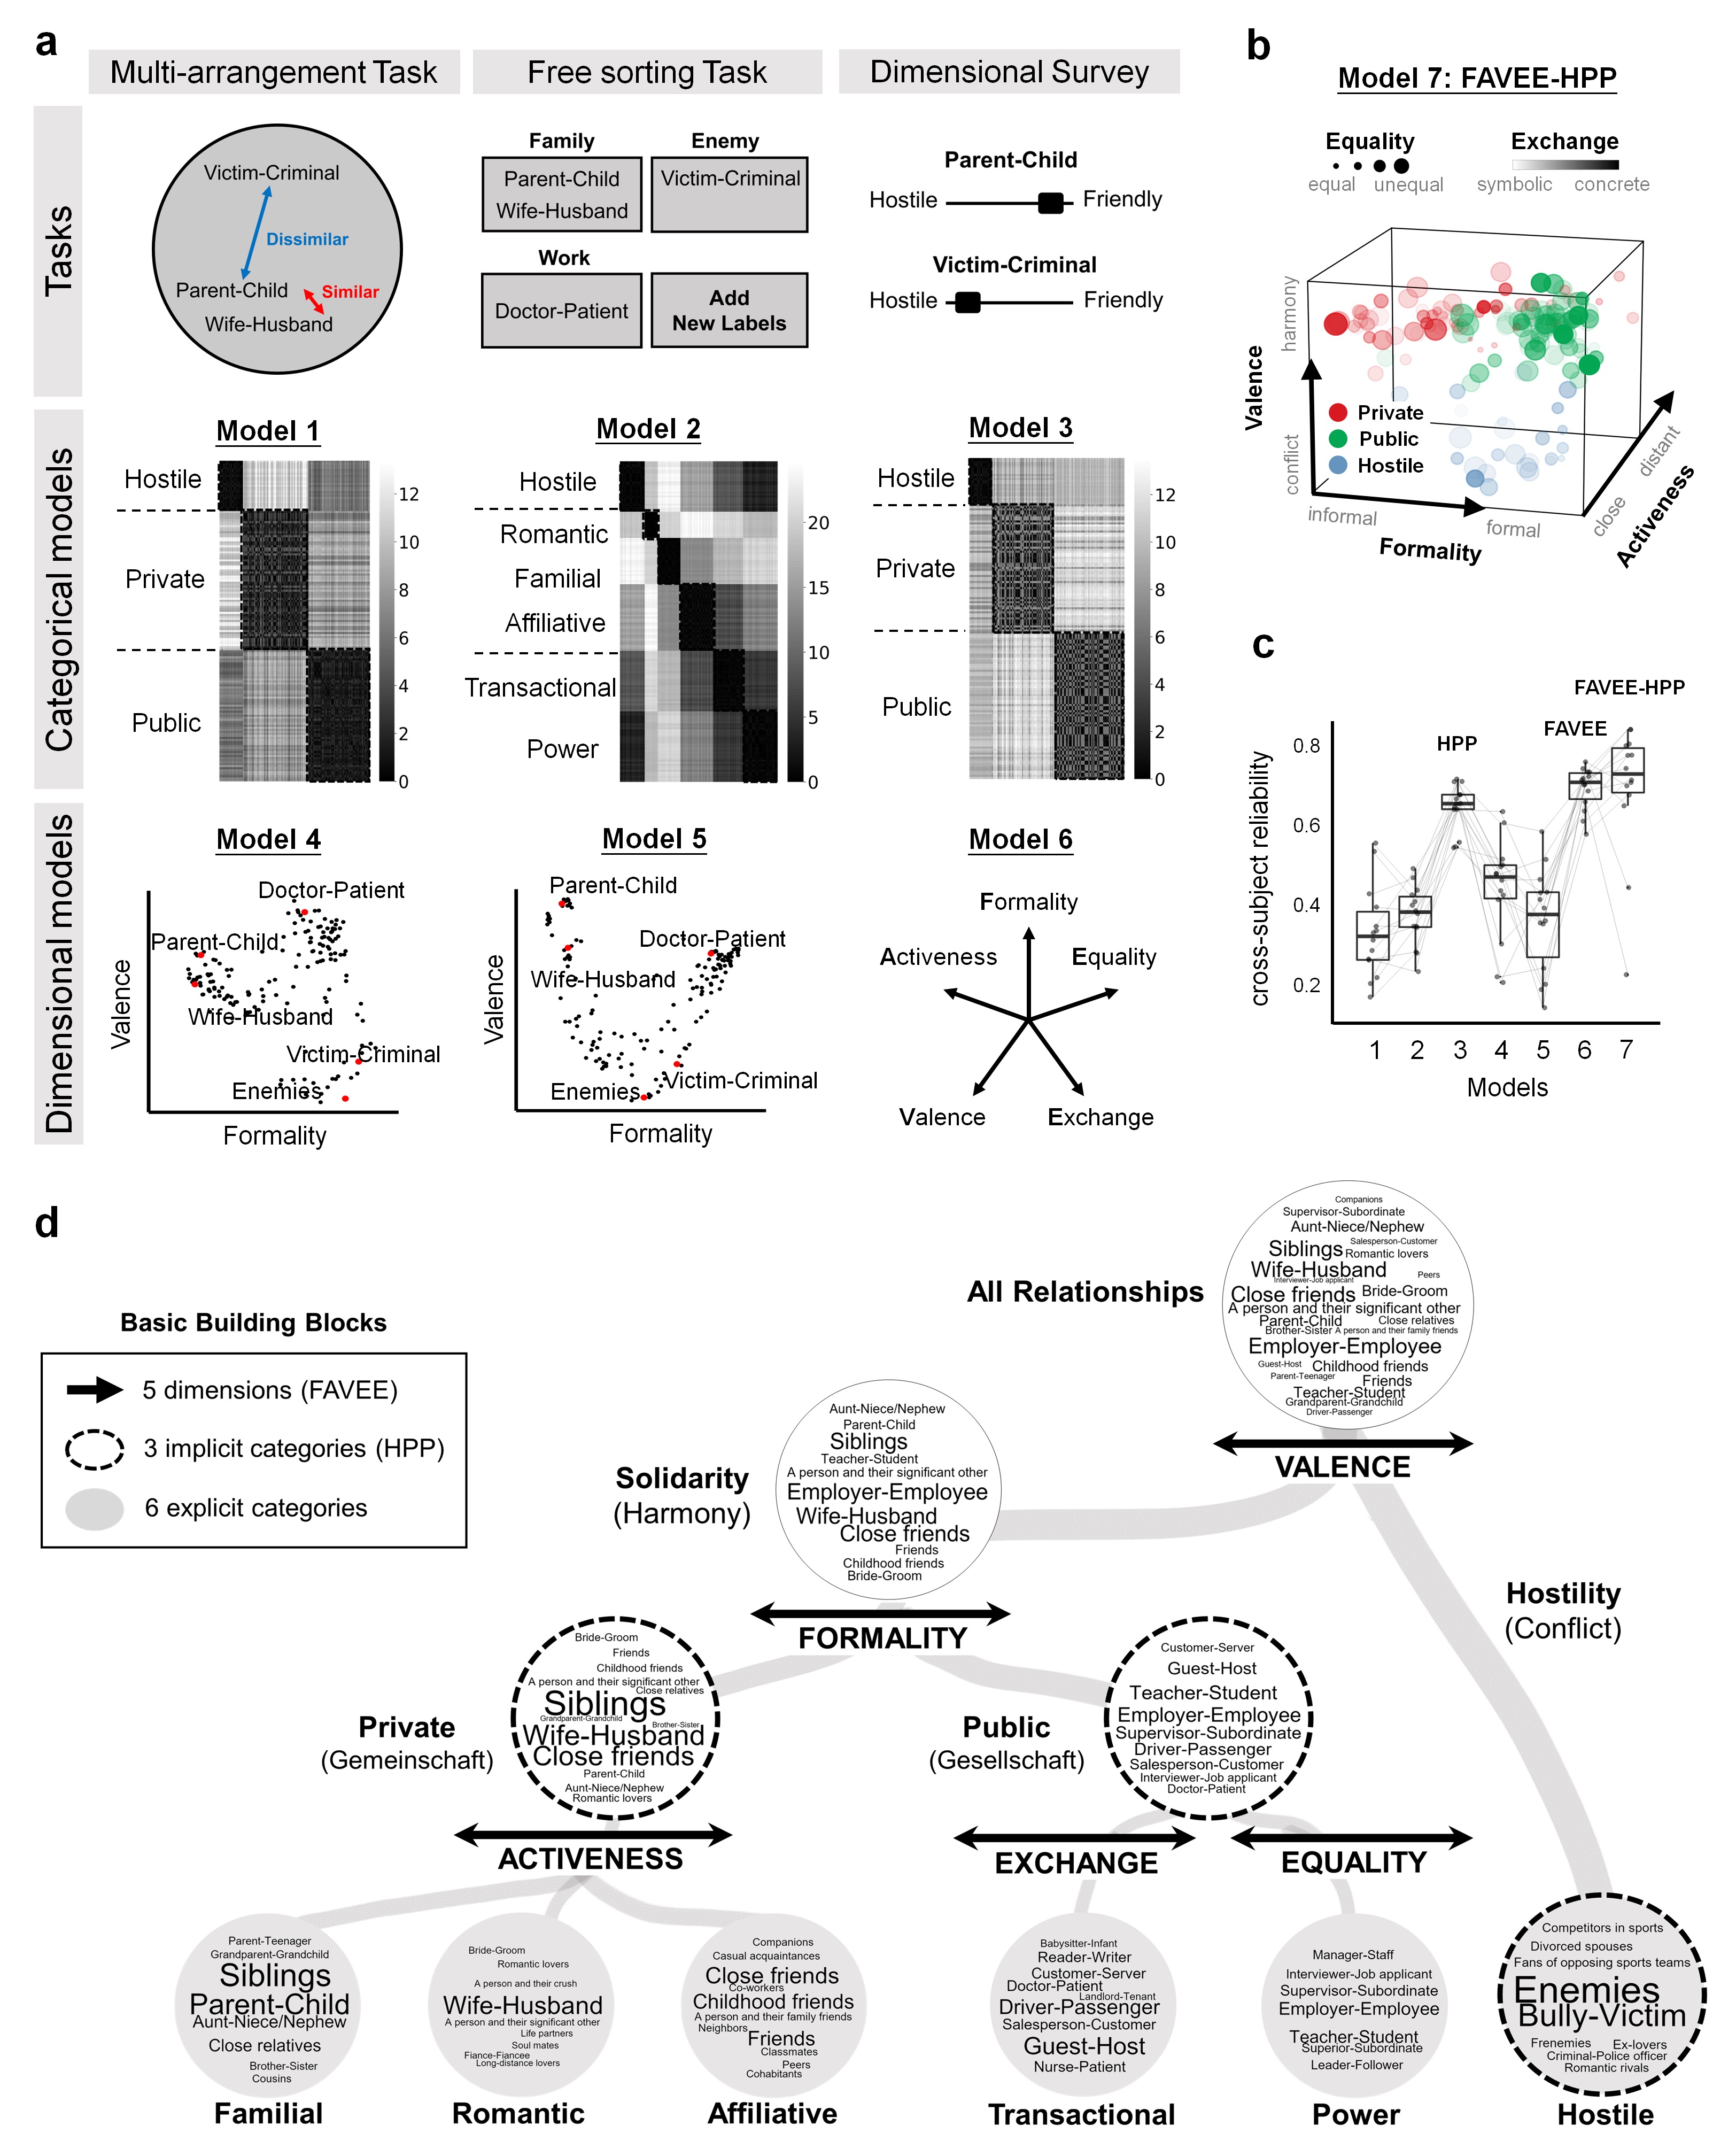 a
Multi-arrangement Task
Free sorting Task
Dimensional Survey
Tasks
Victim-Criminal
Dissimilar
Parent-Child
Similar
Wife-Husband
Family
Enemy
Parent-Child
Wife-Husband
Victim-Criminal
Work
Doctor-Patient
Add
New Labels
Parent-Child
Hostile
Friendly
Victim-Criminal
Hostile
Friendly
Categorical models
Model 1
Hostile
Private
Public
12
10
8
6
4
2
0
Model 2
Hostile
Romantic
Familial
Affiliative
Transactional
Power
20
15
10
5
0
Model 3
Hostile
Private
Public
12
10
8
6
4
2
0
Dimensional models
Model 4
Doctor-Patient
Parent-Child
Wife-Husband
Victim-Criminal
Enemies
Valence
Formality
Model 5
Parent-Child
Doctor-Patient
Wife-Husband
Enemies
Victim-Criminal
Valence
Formality
Model 6
Formality
Activeness
Equality
Valence
Exchange
b
Model 7: FAVEE-HPP
Equality
equal unequal
Exchange
symbolic concrete
Valence
harmony
conflict
Private
Public
Hostile
informal
formal
Formality
close
distant
Activeness
c
FAVEE-HPP
FAVEE
HPP
cross-subject reliability
0.8
0.6
0.4
0.2
1 2 3 4 5 6 7
Models
d
Basic Building Blocks
5 dimensions (FAVEE)
3 implicit categories (HPP)
6 explicit categories
All Relationships
Companions
Supervisor-Subordinate
Aunt-Niece/Nephew
Salesperson-Customer
Siblings
Romantic lovers
Wife-Husband
Peers
Interviewer-Job applicant
Close friends
Bride-Groom
A person and their significant other
Parent-Child
Close relatives
Brother-Sister
A person and their family friends
Employer-Employee
Guest-Host
Childhood friends
Parent-Teenager
Friends
Teacher-Student
Grandparent-Grandchild
Driver-Passenger
VALENCE
Solidarity
(Harmony)
Aunt-Niece/Nephew
Parent-Child
Siblings
Teacher-Student
A person and their significant other
Employer-Employee
Wife-Husband
Close friends
Friends
Childhood friends
Bride-Groom
FORMALITY
Hostility
(Conflict)
Private
(Gemeinschaft)
Bride-Groom
Friends
Childhood friends
A person and their significant other
Close relatives
Siblings
Grandparent-Grandchild
Brother-Sister
Wife-Husband
Close friends
Parent-Child
Aunt-Niece/Nephew
Romantic lovers
ACTIVENESS
Public
(Gesellschaft)
Customer-Server
Guest-Host
Teacher-Student
Employer-Employee
Supervisor-Subordinate
Driver-Passenger
Salesperson-Customer
Interviewer-Job applicant
Doctor-Patient
EXCHANGE
EQUALITY
Parent-Teenager
Grandparent-Grandchild
Siblings
Parent-Child
Aunt-Niece/Nephew
Close relatives
Brother-Sister
Cousins
Familial
Bride-Groom
Romantic lovers
A person and their crush
Wife-Husband
A person and their significant other
Life partners
Soul mates
Fiance-Fiancee
Long-distance lovers
Romantic
Companions
Casual acquaintances
Close friends
Co-workers
Childhood friends
A person and their family friends
Neighbors
Friends
Classmates
Peers
Cohabitants
Affiliative
Babysitter-Infant
Reader-Writer
Customer-Server
Doctor-Patient
Landlord-Tenant
Driver-Passenger
Salesperson-Customer
Guest-Host
Nurse-Patient
Transactional
Manager-Staff
Interviewer-Job applicant
Supervisor-Subordinate
Employer-Employee
Teacher-Student
Superior-Subordinate
Leader-Follower
Power
Competitors in sports
Divorced spouses
Fans of opposing sports teams
Enemies
Bully-Victim
Frenemies
Ex-lovers
Criminal-Police officer
Romantic rivals
Hostile